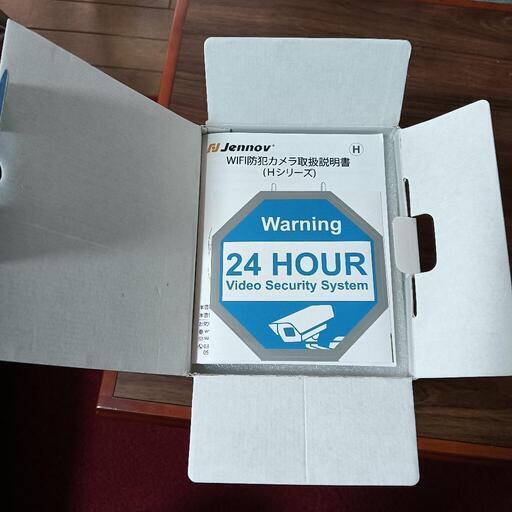 Jennov®
H
WIFI防犯カメラ取扱説明書
(Hシリーズ)
Warning
24 HOUR
Video Security System